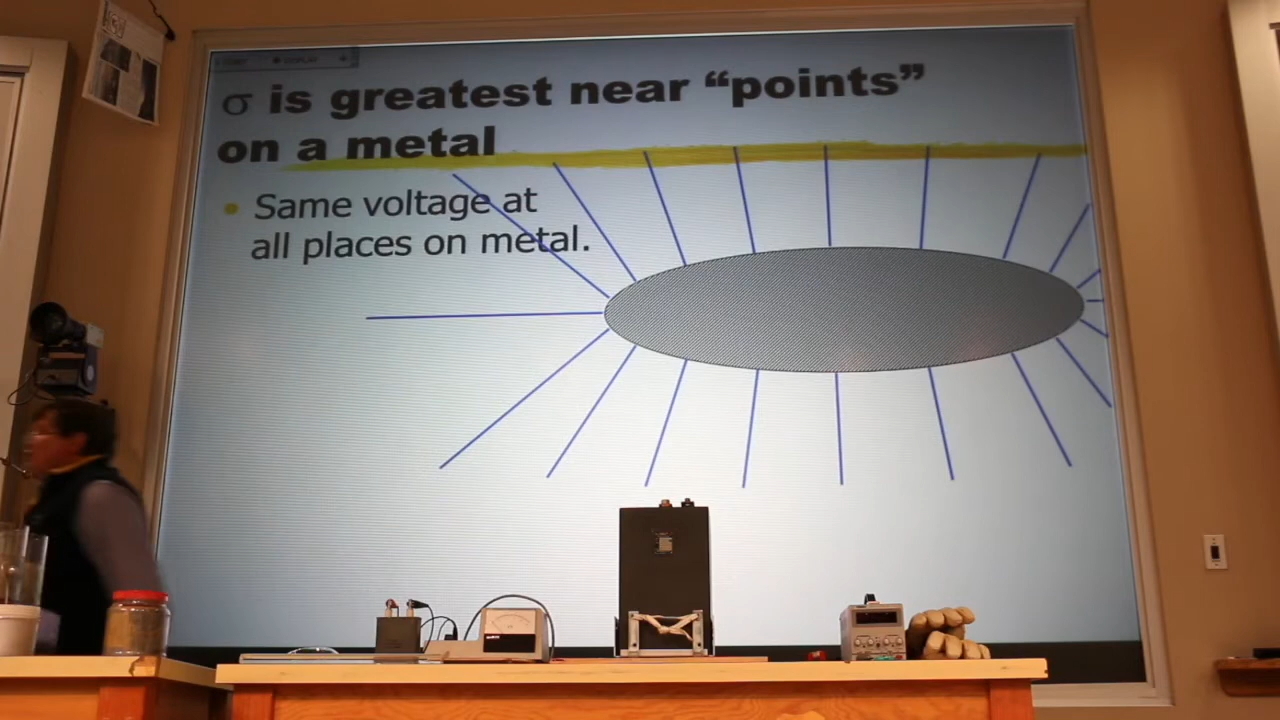 σ is greatest near “points”
on a metal
Same voltage at
all places on metal.